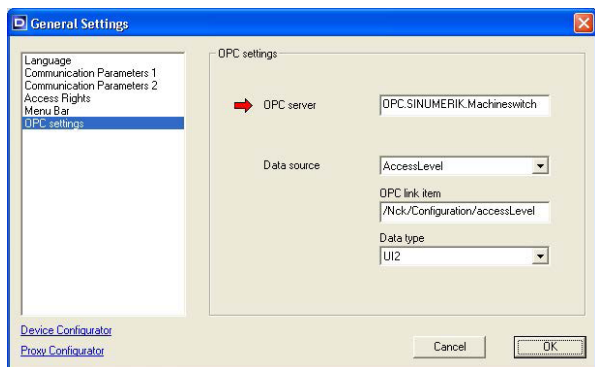 General Settings
Language
Communication Parameters 1
Communication Parameters 2
Access Rights
Menu Bar
OPC settings
OPC settings
OPC server
OPC.SINUMERIK.Machineswitch
Data source
AccessLevel
OPC link item
/Nck/Configuration/accessLevel
Data type
UI2
Device Configurator
Proxy Configurator
Cancel
OK